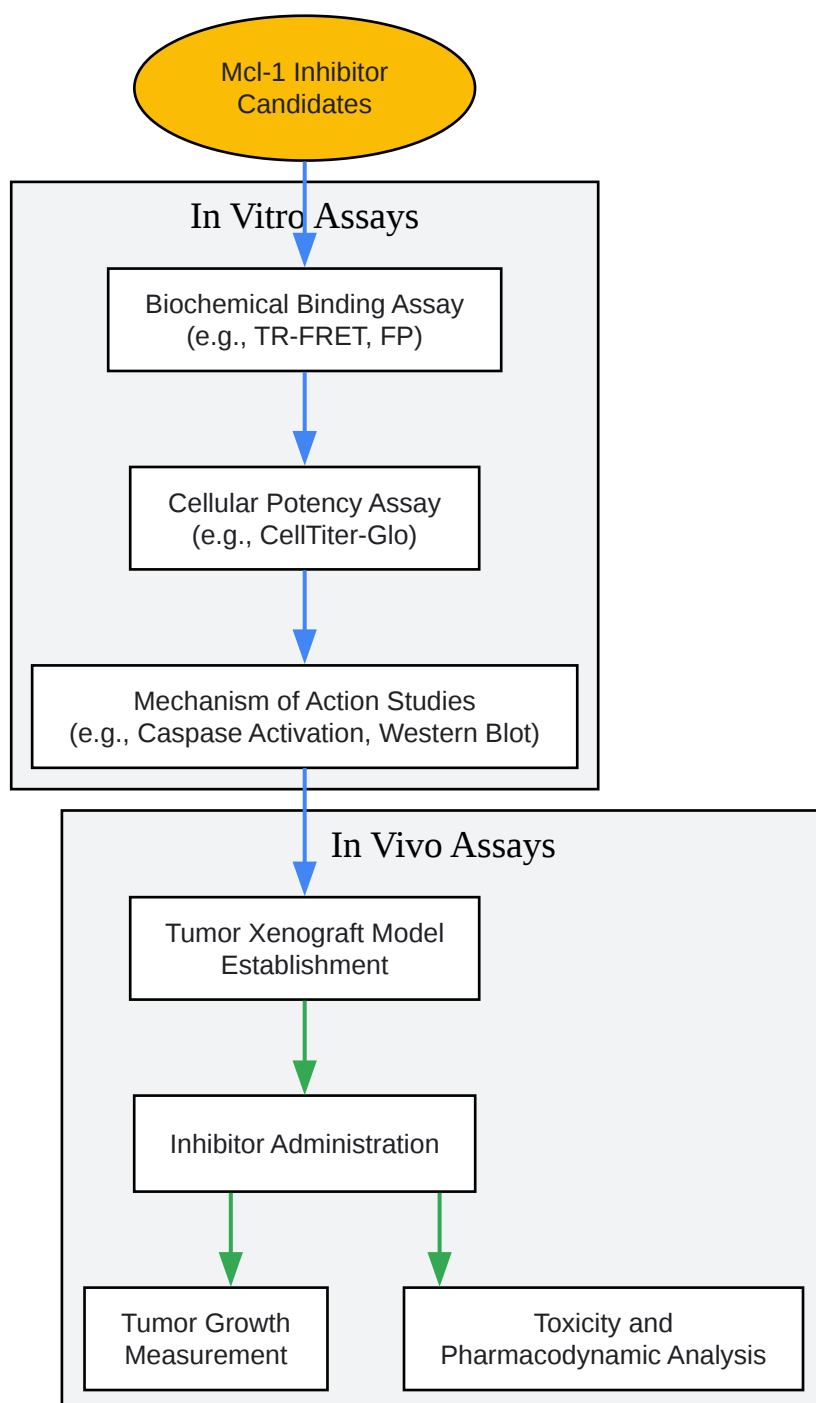 Mcl-1 Inhibitor
Candidates
In Vitro Assays
Biochemical Binding Assay
(e.g., TR-FRET, FP)
Cellular Potency Assay
(e.g., CellTiter-Glo)
Mechanism of Action Studies
(e.g., Caspase Activation, Western Blot)
In Vivo Assays
Tumor Xenograft Model
Establishment
Inhibitor Administration
Tumor Growth
Measurement
Toxicity and
Pharmacodynamic Analysis